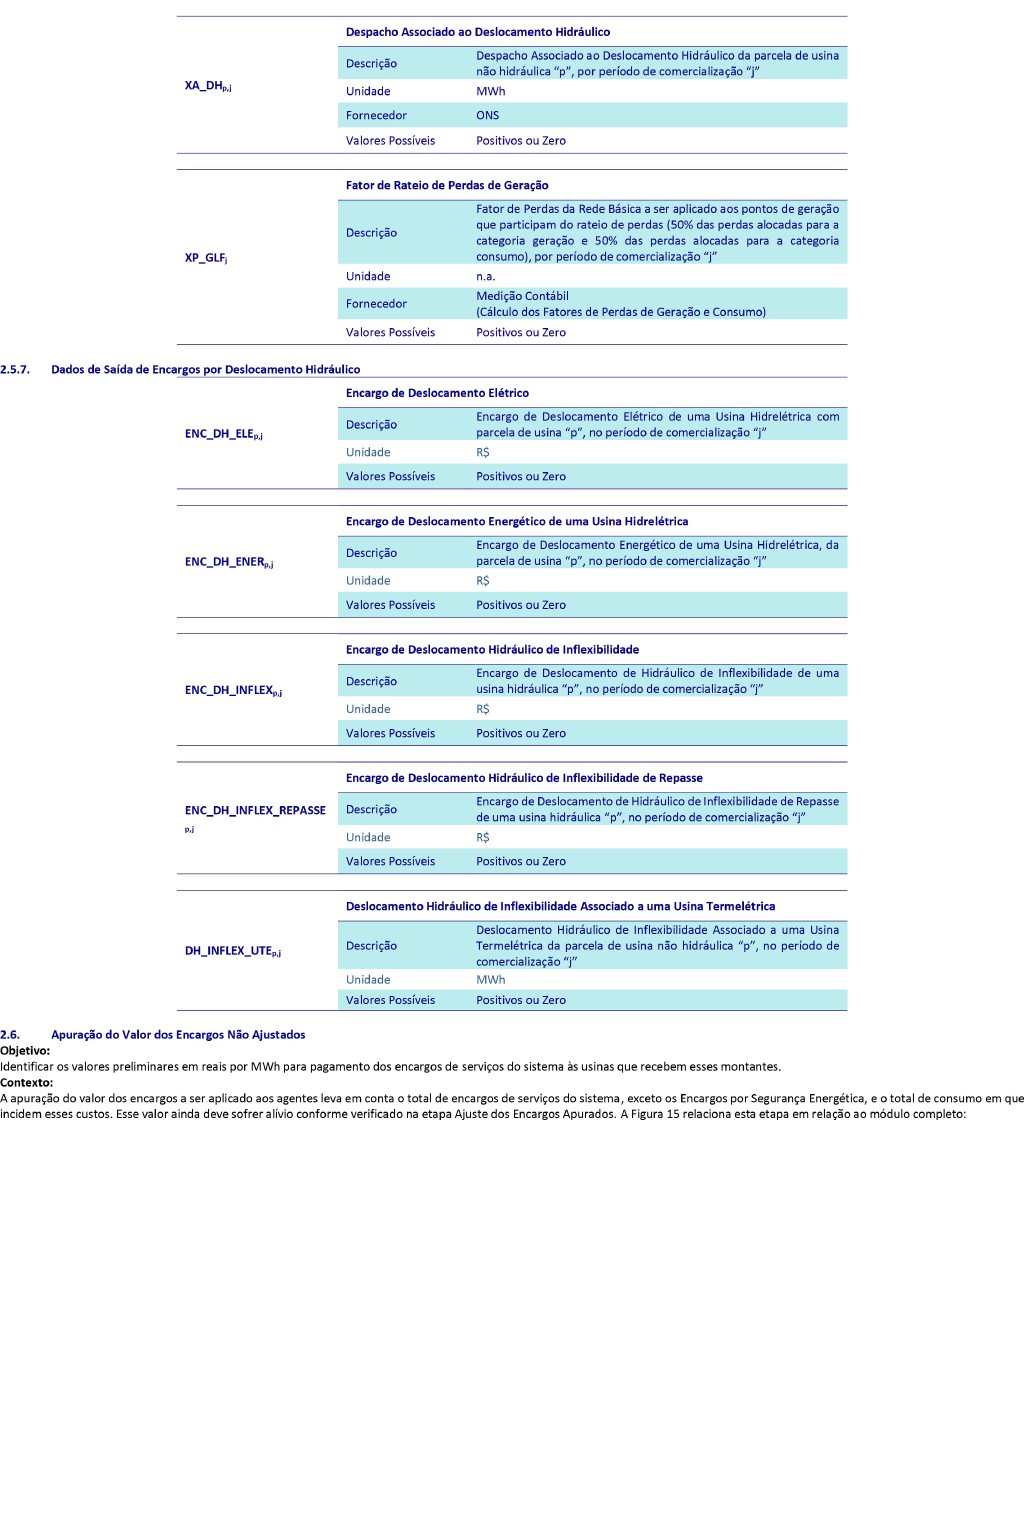 Despacho Associado ao Deslocamento Hidráulico
XA_DHp,j
Descrição
Despacho Associado ao Deslocamento Hidráulico da parcela de usina
não hidráulica “p”, por período de comercialização “j”
Unidade
MWh
Fornecedor
ONS
Valores Possíveis
Positivos ou Zero
Fator de Rateio de Perdas de Geração
XP_GLFj
Descrição
Fator de Perdas da Rede Básica a ser aplicado aos pontos de geração
que participam do rateio de perdas (50% das perdas alocadas para a
categoria geração e 50% das perdas alocadas para a categoria
consumo), por período de comercialização “j”
Unidade
n.a.
Fornecedor
Medição Contábil
(Cálculo dos Fatores de Perdas de Geração e Consumo)
Valores Possíveis
Positivos ou Zero
2.5.7. Dados de Saída de Encargos por Deslocamento Hidráulico
Encargo de Deslocamento Elétrico
ENC_DH_ELEp,j
Descrição
Encargo de Deslocamento Elétrico de uma Usina Hidrelétrica com
parcela de usina “p”, no período de comercialização “j”
Unidade
R$
Valores Possíveis
Positivos ou Zero
Encargo de Deslocamento Energético de uma Usina Hidrelétrica
ENC_DH_ENERp,j
Descrição
Encargo de Deslocamento Energético de uma Usina Hidrelétrica, da
parcela de usina “p”, no período de comercialização “j”
Unidade
R$
Valores Possíveis
Positivos ou Zero
Encargo de Deslocamento Hidráulico de Inflexibilidade
ENC_DH_INFLEXp,j
Descrição
Encargo de Deslocamento de Hidráulico de Inflexibilidade de uma
usina hidráulica “p”, no período de comercialização “j”
Unidade
R$
Valores Possíveis
Positivos ou Zero
Encargo de Deslocamento Hidráulico de Inflexibilidade de Repasse
ENC_DH_INFLEX_REPASSE
p,j
Descrição
Encargo de Deslocamento de Hidráulico de Inflexibilidade de Repasse
de uma usina hidráulica “p”, no período de comercialização “j”
Unidade
R$
Valores Possíveis
Positivos ou Zero
Deslocamento Hidráulico de Inflexibilidade Associado a uma Usina Termelétrica
DH_INFLEX_UTEp,j
Descrição
Deslocamento Hidráulico de Inflexibilidade Associado a uma Usina
Termelétrica da parcela de usina não hidráulica “p”, no período de
comercialização “j”
Unidade
MWh
Valores Possíveis
Positivos ou Zero
2.6. Apuração do Valor dos Encargos Não Ajustados
Objetivo:
Identificar os valores preliminares em reais por MWh para pagamento dos encargos de serviços do sistema às usinas que recebem esses montantes.
Contexto:
A apuração do valor dos encargos a ser aplicado aos agentes leva em conta o total de encargos de serviços do sistema, exceto os Encargos por Segurança Energética, e o total de consumo em que
incidem esses custos. Esse valor ainda deve sofrer alívio conforme verificado na etapa Ajuste dos Encargos Apurados. A Figura 15 relaciona esta etapa em relação ao módulo completo: